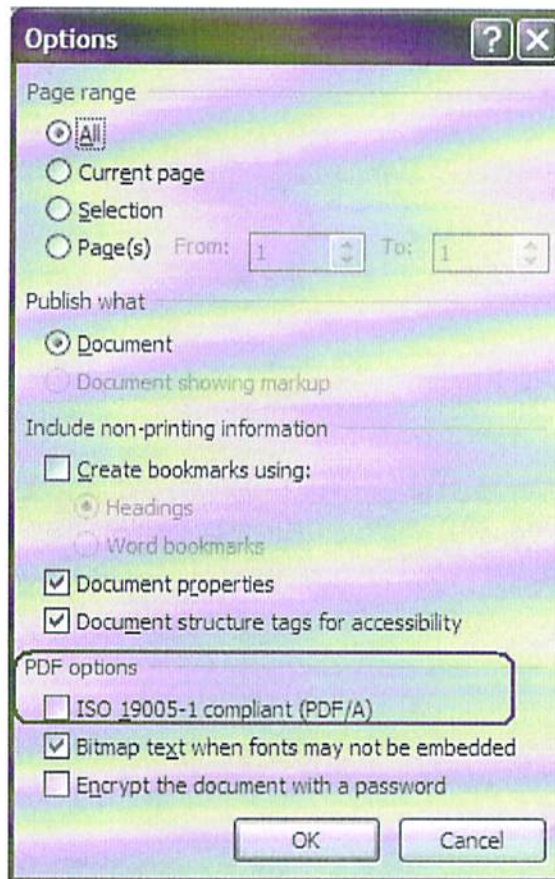 Options
Page range
All
Current page
Selection
Page(s) From: 1 To: 1
Publish what
Document
Document showing markup
Include non-printing information
Create bookmarks using:
Headings
Word bookmarks
Document properties
Document structure tags for accessibility
PDF options
ISO 19005-1 compliant (PDF/A)
Bitmap text when fonts may not be embedded
Encrypt the document with a password
OK Cancel